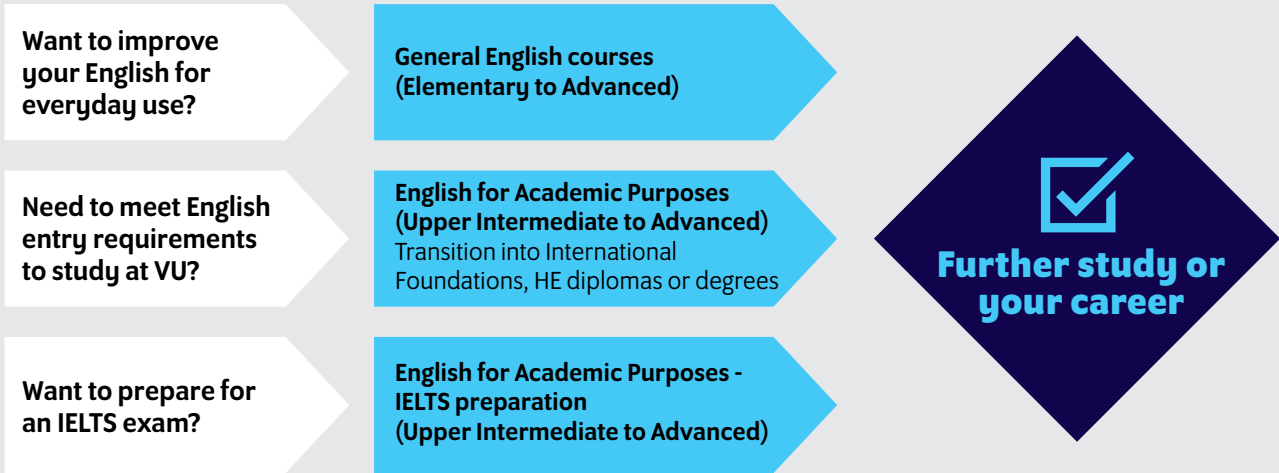 Want to improve
your English for
everyday use?
General English courses
(Elementary to Advanced)
Need to meet English
entry requirements
to study at VU?
English for Academic Purposes
(Upper Intermediate to Advanced)
Transition into International
Foundations, HE diplomas or degrees
Want to prepare for
an IELTS exam?
English for Academic Purposes -
IELTS preparation
(Upper Intermediate to Advanced)
Further study or
your career